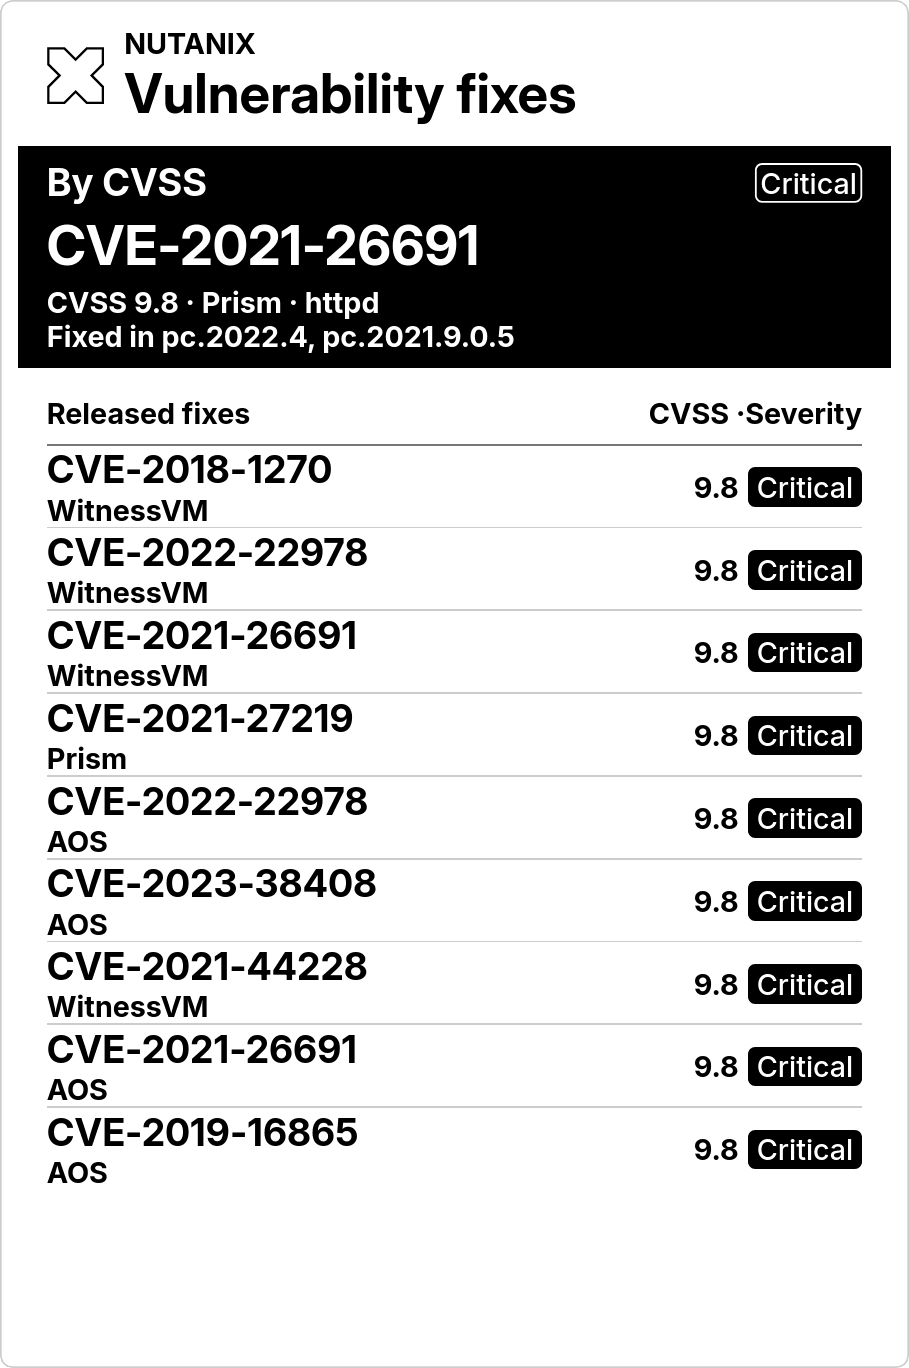 NUTANIX
Vulnerability fixes
By CVSS
Critical
CVE-2021-26691
CVSS 9.8 · Prism · httpd
Fixed in pc.2022.4, pc.2021.9.0.5
Released fixes
CVSS ·Severity
CVE-2018-1270
9.8 Critical
WitnessVM
CVE-2022-22978
9.8 Critical
WitnessVM
CVE-2021-26691
9.8 Critical
WitnessVM
CVE-2021-27219
9.8 Critical
Prism
CVE-2022-22978
9.8 Critical
AOS
CVE-2023-38408
9.8 Critical
AOS
CVE-2021-44228
9.8 Critical
WitnessVM
CVE-2021-26691
9.8 Critical
AOS
CVE-2019-16865
9.8 Critical
AOS